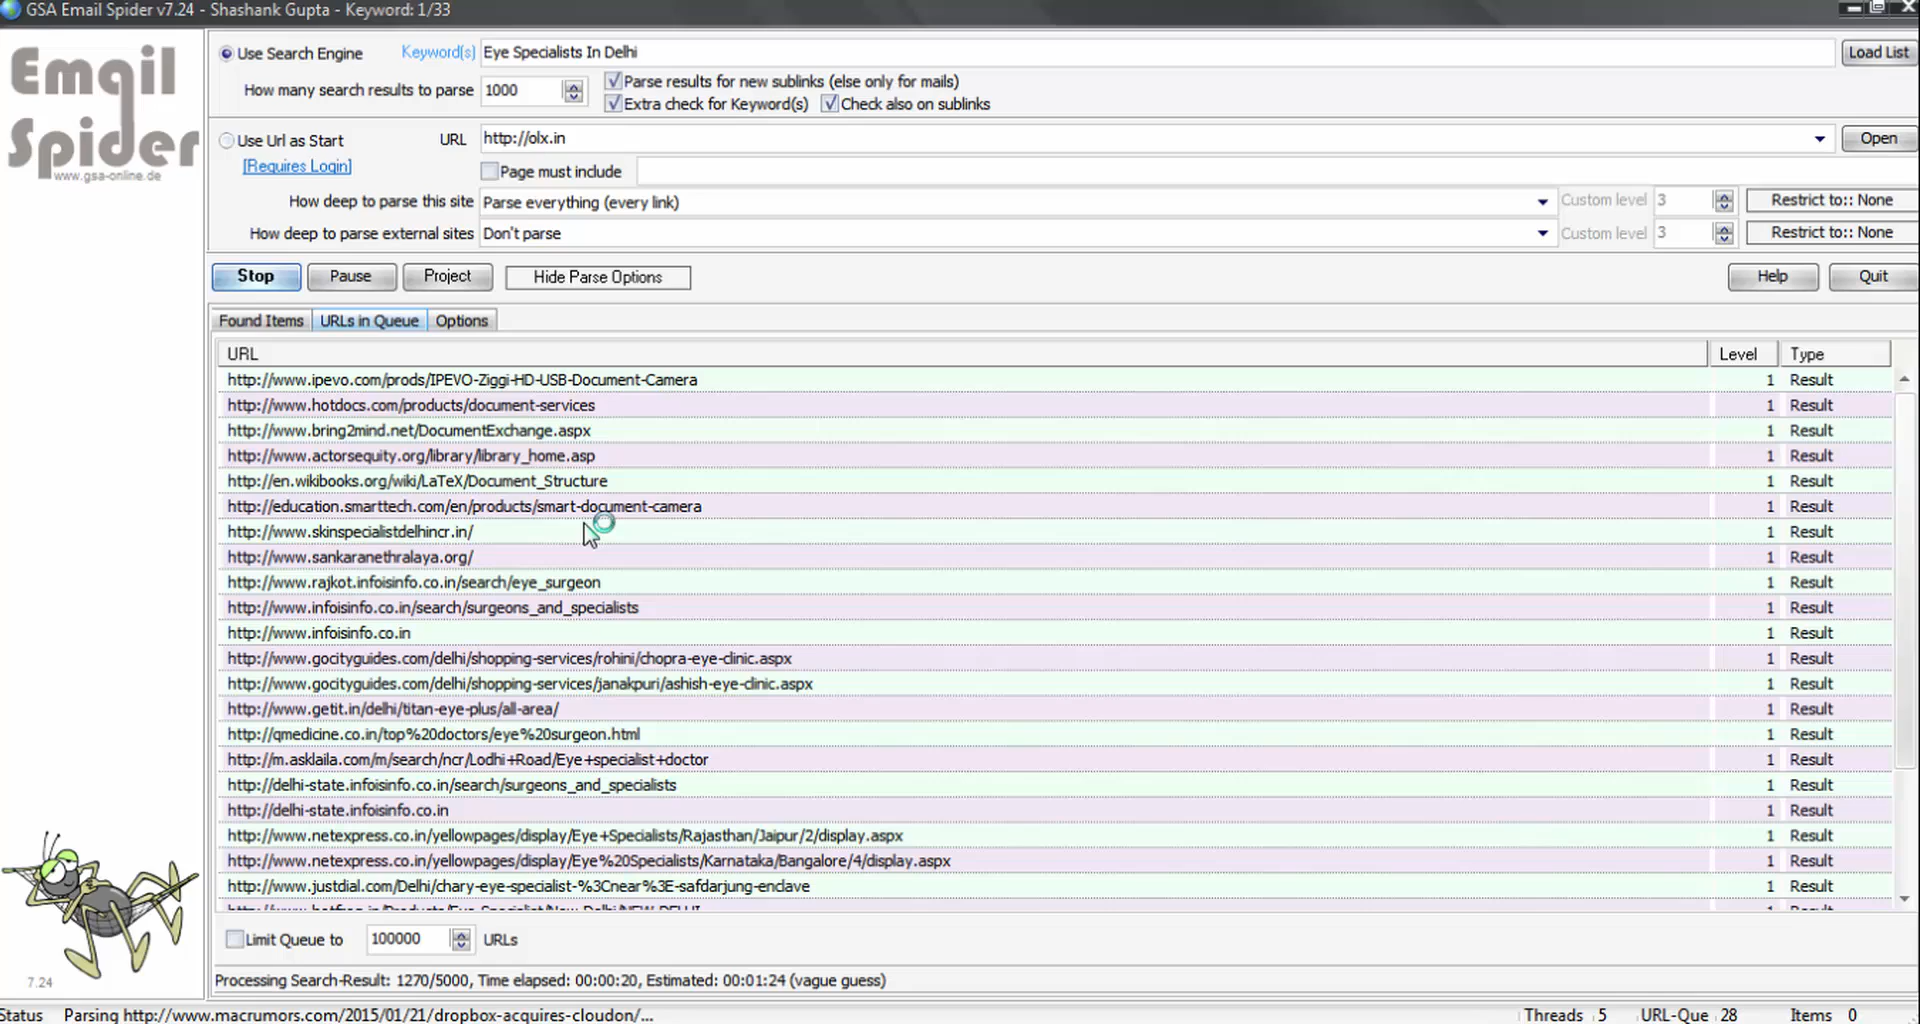 GSA Email Spider v7.24 - Shashank Gupta - Keyword: 1/33
Email
Spider
www.gsa-online.de
Use Search Engine Keyword(s) Eye Specialists In Delhi Load List
How many search results to parse 1000 Parse results for new sublinks (else only for mails)
Extra check for Keyword(s) Check also on sublinks
Use Url as Start URL http://olx.in Open
[Requires Login] Page must include
How deep to parse this site Parse everything (every link) Custom level 3 Restrict to:: None
How deep to parse external sites Don't parse Custom level 3 Restrict to:: None
Stop Pause Project Hide Parse Options Help Quit
Found Items URLs in Queue Options
URL Level Type
http://www.ipevo.com/prods/IPEVO-Ziggi-HD-USB-Document-Camera 1 Result
http://www.hotdocs.com/products/document-services 1 Result
http://www.bring2mind.net/DocumentExchange.aspx 1 Result
http://www.actorsequity.org/library/library_home.asp 1 Result
http://en.wikibooks.org/wiki/LaTeX/Document_Structure 1 Result
http://education.smarttech.com/en/products/smart-document-camera 1 Result
http://www.skinspecialistdelhincr.in/ 1 Result
http://www.sankaranethralaya.org/ 1 Result
http://www.rajkot.infoisinfo.co.in/search/eye_surgeon 1 Result
http://www.infoisinfo.co.in/search/surgeons_and_specialists 1 Result
http://www.infoisinfo.co.in 1 Result
http://www.gocityguides.com/delhi/shopping-services/rohini/chopra-eye-clinic.aspx 1 Result
http://www.gocityguides.com/delhi/shopping-services/janakpuri/ashish-eye-clinic.aspx 1 Result
http://www.getit.in/delhi/titan-eye-plus/all-area/ 1 Result
http://qmedicine.co.in/top%20doctors/eye%20surgeon.html 1 Result
http://m.asklaila.com/m/search/ncr/Lodhi+Road/Eye+specialist+doctor 1 Result
http://delhi-state.infoisinfo.co.in/search/surgeons_and_specialists 1 Result
http://delhi-state.infoisinfo.co.in 1 Result
http://www.netexpress.co.in/yellowpages/display/Eye+Specialists/Rajasthan/Jaipur/2/display.aspx 1 Result
http://www.netexpress.co.in/yellowpages/display/Eye%20Specialists/Karnataka/Bangalore/4/display.aspx 1 Result
http://www.justdial.com/Delhi/chary-eye-specialist-%3Cnear%3E-safdarjung-enclave 1 Result
Limit Queue to 100000 URLs
7.24 Processing Search-Result: 1270/5000, Time elapsed: 00:00:20, Estimated: 00:01:24 (vague guess)
Status Parsing http://www.macrumors.com/2015/01/21/dropbox-acquires-cloudon/... Threads 5 URL-Que 28 Items 0